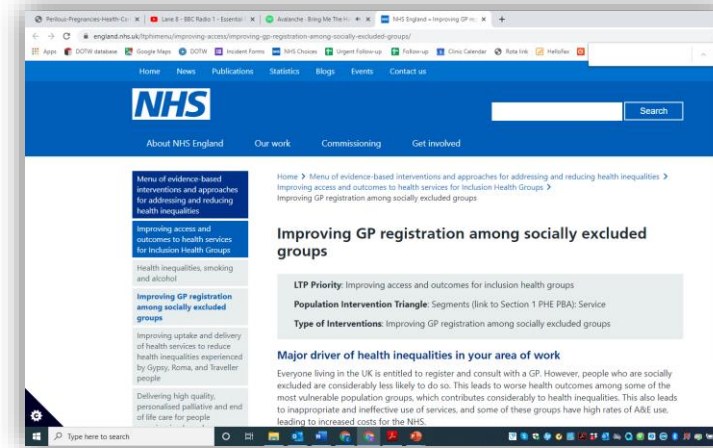 Perilous-Pregnancies-Health-Ca
Lane 8 - BBC Radio 1 - Essential
Avalanche - Bring Me The H
NHS England » Improving GP re
england.nhs.uk/ltphimenu/improving-access/improving-gp-registration-among-socially-excluded-groups/
Apps DOTW database Google Maps DOTW Incident Forms NHS Choices Urgent Follow-up Follow-up Clinic Calendar Rota link Hellofax
Home News Publications Statistics Blogs Events Contact us
NHS
Search
About NHS England Our work Commissioning Get involved
Menu of evidence-based
interventions and approaches
for addressing and reducing
health inequalities
Improving access and
outcomes to health services
for Inclusion Health Groups
Health inequalities, smoking
and alcohol
Improving GP registration
among socially excluded
groups
Improving uptake and delivery
of health services to reduce
health inequalities experienced
by Gypsy, Roma, and Traveller
people
Delivering high quality,
personalised palliative and end
of life care for people
Home > Menu of evidence-based interventions and approaches for addressing and reducing health inequalities >
Improving access and outcomes to health services for Inclusion Health Groups >
Improving GP registration among socially excluded groups
Improving GP registration among socially excluded
groups
LTP Priority: Improving access and outcomes for inclusion health groups
Population Intervention Triangle: Segments (link to Section 1 PHE PBA): Service
Type of Interventions: Improving GP registration among socially excluded groups
Major driver of health inequalities in your area of work
Everyone living in the UK is entitled to register and consult with a GP. However, people who are socially
excluded are considerably less likely to do so. This leads to worse health outcomes among some of the
most vulnerable population groups, which contributes considerably to health inequalities. This also leads
to inappropriate and ineffective use of services, and some of these groups have high rates of A&E use,
leading to increased costs for the NHS.
Type here to search